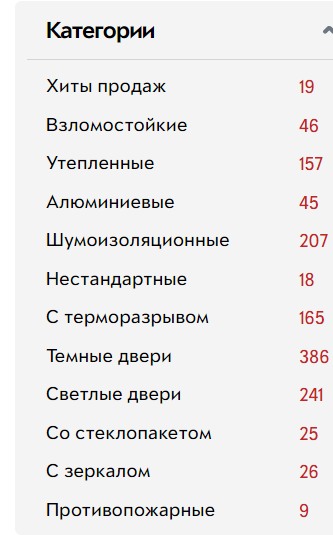 Категории
Хиты продаж 19
Взломостойкие 46
Утепленные 157
Алюминиевые 45
Шумоизоляционные 207
Нестандартные 18
С терморазрывом 165
Темные двери 386
Светлые двери 241
Со стеклопакетом 25
С зеркалом 26
Противопожарные 9